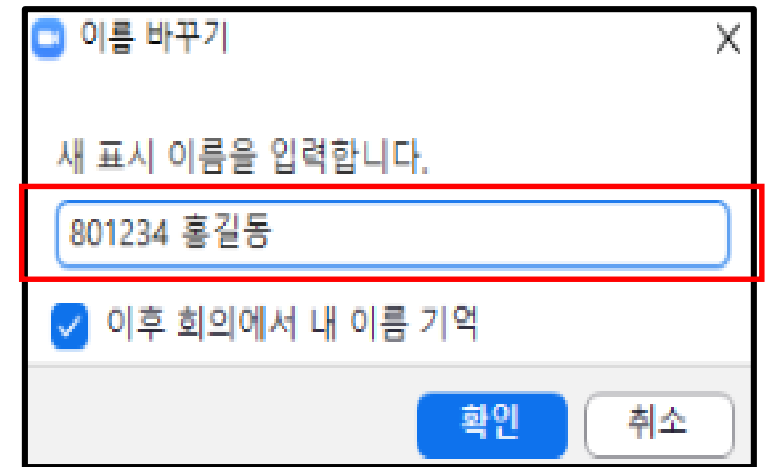 이름 바꾸기
새 표시 이름을 입력합니다.
801234 홍길동
이후 회의에서 내 이름 기억
확인 취소